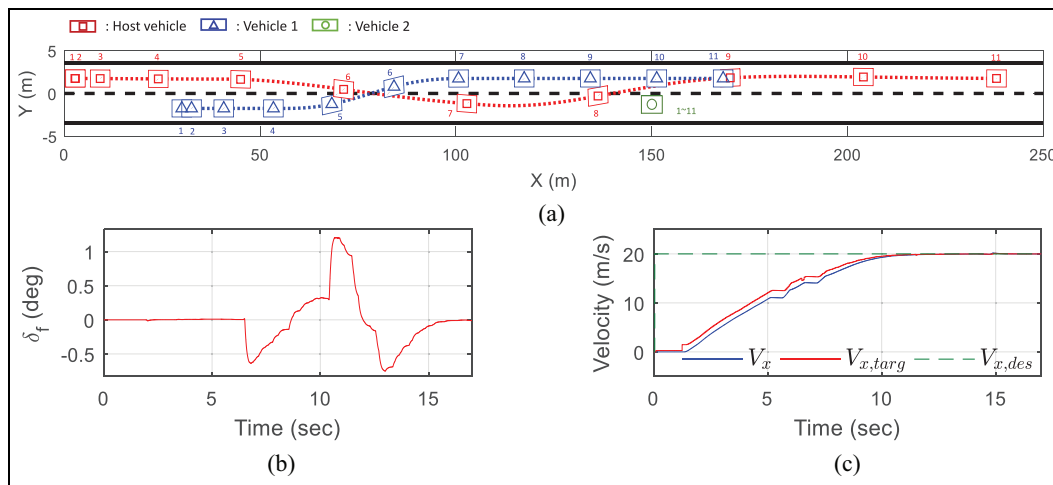 : Host vehicle : Vehicle 1 : Vehicle 2
5
0
-5
Y (m)
1 2 3 4 5 6 7 8 9 10 11 9 10 11
6 5 7 8 1~11
1 2 3 4
0 50 100 150 200 250
X (m)
(a)
1
0.5
0
-0.5
δf (deg)
0 5 10 15
Time (sec)
(b)
20
10
0
Velocity (m/s)
Vx Vx,targ Vx,des
0 5 10 15
Time (sec)
(c)